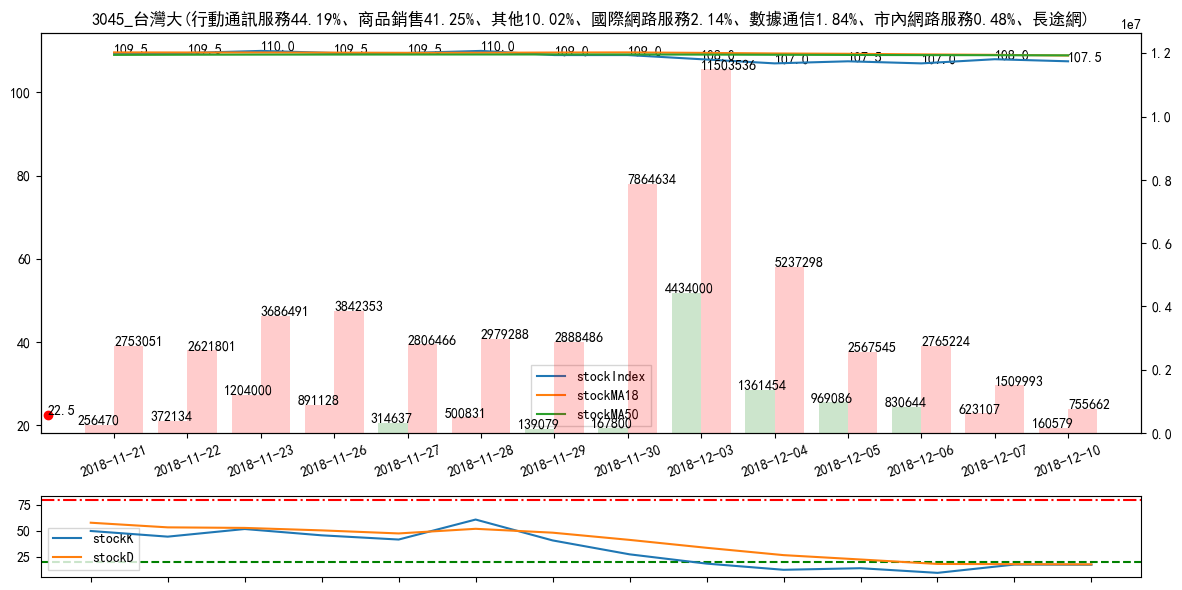 3045_台灣大(行動通訊服務44.19%、商品銷售41.25%、其他10.02%、國際網路服務2.14%、數據通信1.84%、市內網路服務0.48%、長途網)
1e7
109.5 109.5 110.0 109.5 109.5 110.0 109.0 109.0 108.0 107.0 107.5 107.0 108.0 107.5
1.2
11503536
100
1.0
80
7864634
0.8
60
5237298
0.6
4434000
40
3842353
3686491
0.4
2753051 2621801 2806466 2979288 2888486 2567545 2765224
stockIndex
stockMA18
stockMA50
0.2
1204000 891128 1361454 969086 830644 1509993
22.5
20
256470 372134 314637 500831 139079 167800 623107 160579 755662
0.0
2018-11-21 2018-11-22 2018-11-23 2018-11-26 2018-11-27 2018-11-28 2018-11-29 2018-11-30 2018-12-03 2018-12-04 2018-12-05 2018-12-06 2018-12-07 2018-12-10
75
50
25
stockK
stockD